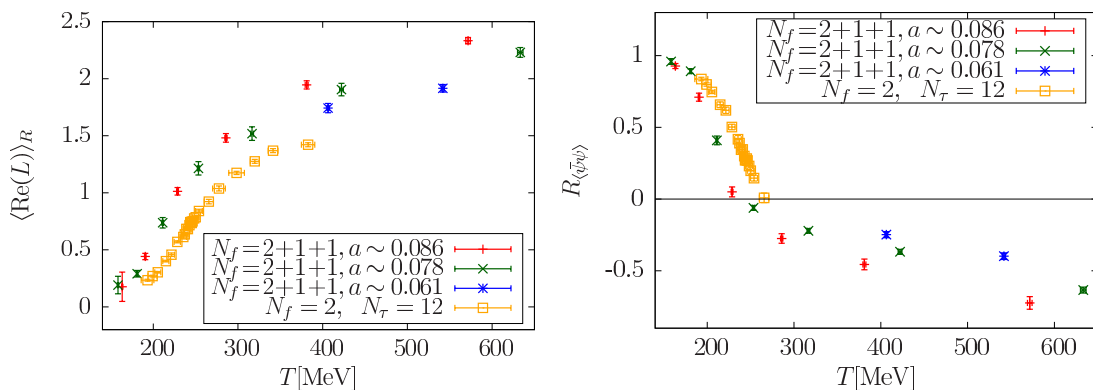 2.5
2
1.5
1
0.5
0
⟨Re(L)⟩_R
N_f=2+1+1, a∼0.086
N_f=2+1+1, a∼0.078
N_f=2+1+1, a∼0.061
N_f=2, N_τ=12
200 300 400 500 600
T[MeV]
1
0.5
0
-0.5
R_⟨ψ̄ψ⟩
N_f=2+1+1, a∼0.086
N_f=2+1+1, a∼0.078
N_f=2+1+1, a∼0.061
N_f=2, N_τ=12
200 300 400 500 600
T[MeV]